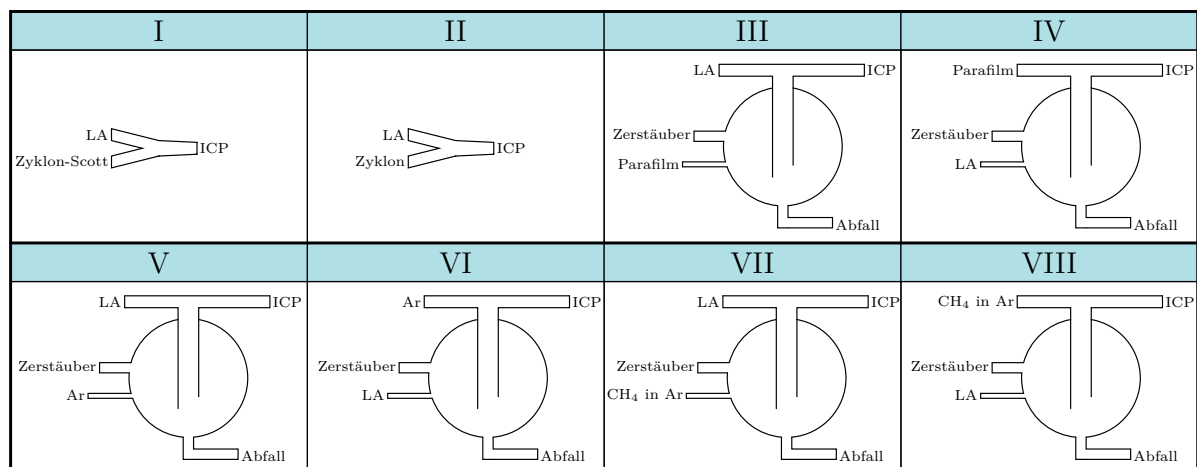 I
II
III
IV
LA
Zyklon-Scott
ICP
LA
Zyklon
ICP
LA
ICP
Zerstäuber
Parafilm
Abfall
Parafilm
ICP
Zerstäuber
LA
Abfall
V
VI
VII
VIII
LA
ICP
Zerstäuber
Ar
Abfall
Ar
ICP
Zerstäuber
LA
Abfall
LA
ICP
Zerstäuber
CH₄ in Ar
Abfall
CH₄ in Ar
ICP
Zerstäuber
LA
Abfall